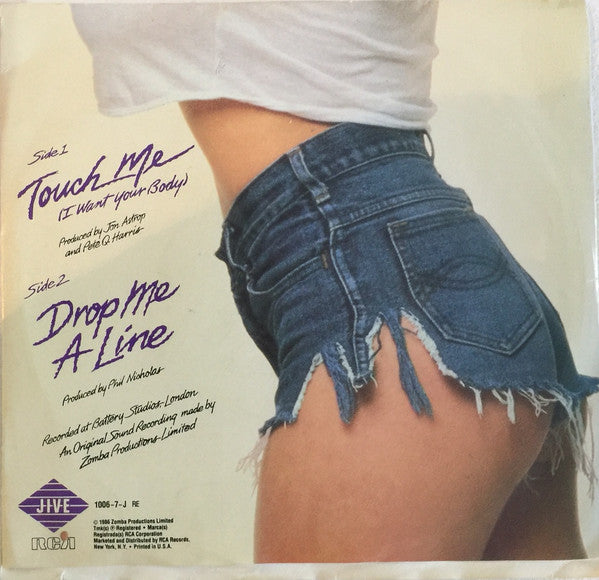 Side 1
Touch Me
(I Want Your Body)
Produced by Jon Astrop
and Pete Q. Harris
Side 2
Drop Me
A Line
Produced by Phil Nicholas
Recorded at Battery Studios, London
An Original Sound Recording made by
Zomba Productions Limited
JIVE
RCA
1006-7-J RE
© 1986 Zomba Productions Limited
Tmk(s) ® Registered • Marca(s)
Registrada(s) RCA Corporation
Marketed and Distributed by RCA Records,
New York, N.Y. • Printed in U.S.A.